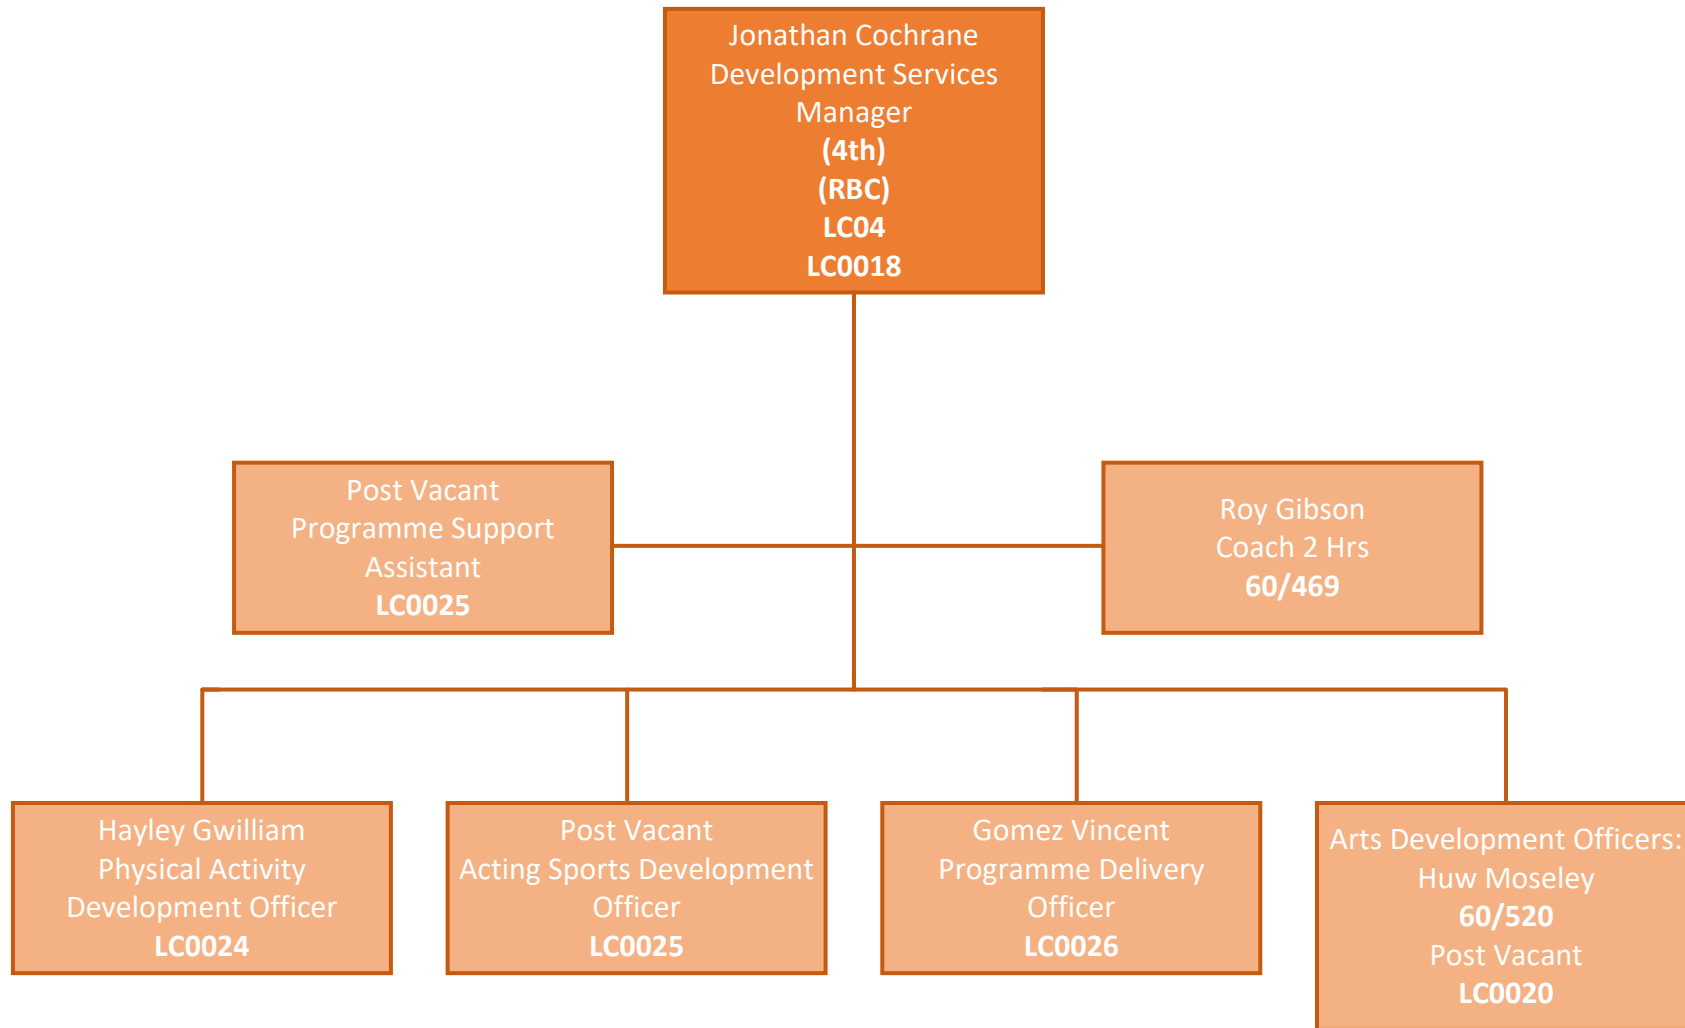 Jonathan Cochrane
Development Services
Manager
(4th)
(RBC)
LC04
LC0018
Post Vacant
Programme Support
Assistant
LC0025
Roy Gibson
Coach 2 Hrs
60/469
Hayley Gwilliam
Physical Activity
Development Officer
LC0024
Post Vacant
Acting Sports Development
Officer
LC0025
Gomez Vincent
Programme Delivery
Officer
LC0026
Arts Development Officers:
Huw Moseley
60/520
Post Vacant
LC0020